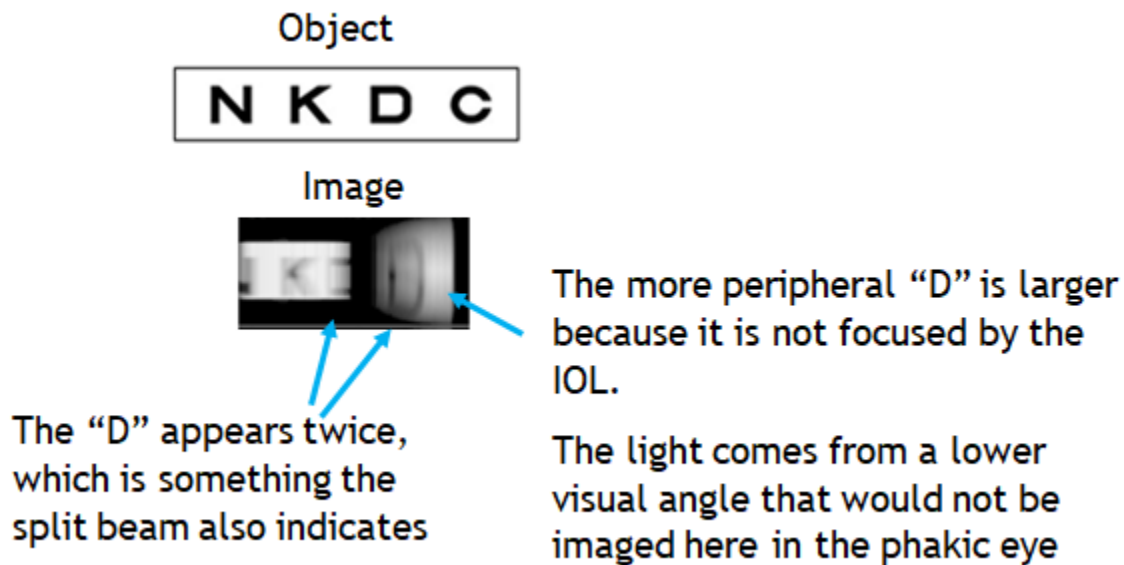 Object
N K D C
Image
The more peripheral “D” is larger
because it is not focused by the
IOL.
The “D” appears twice,
which is something the
split beam also indicates
The light comes from a lower
visual angle that would not be
imaged here in the phakic eye